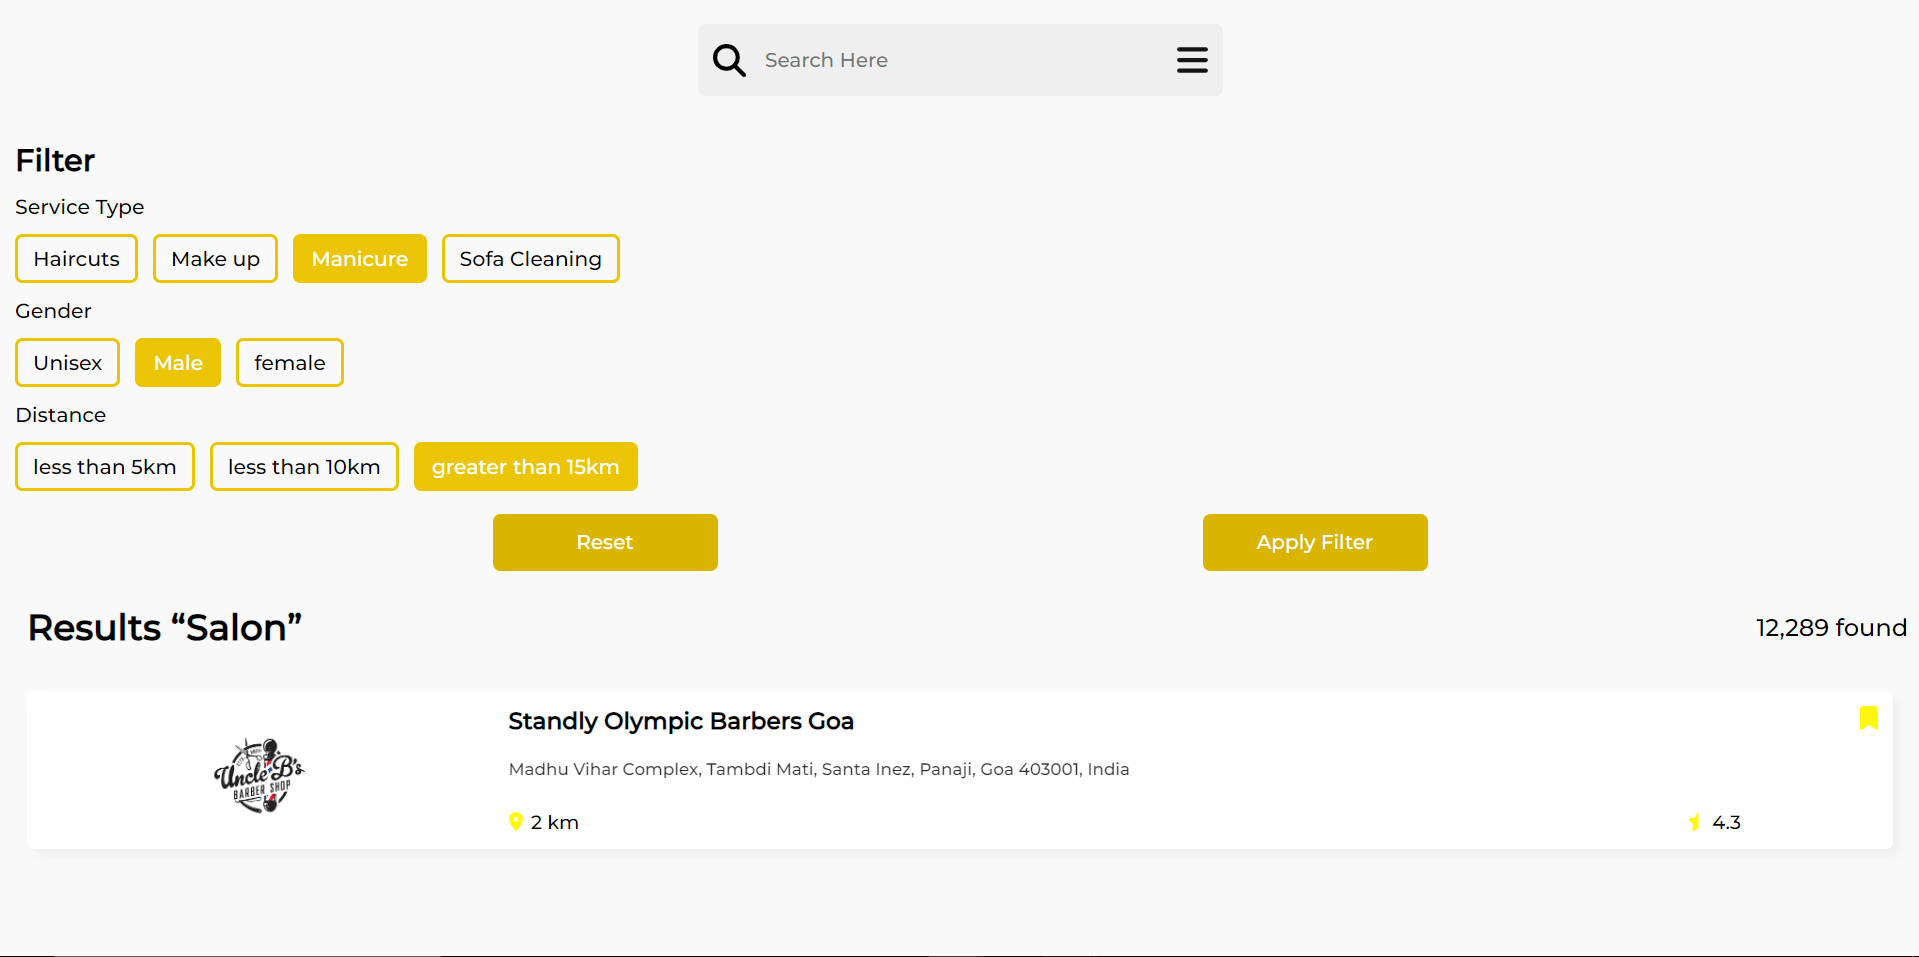 Search Here
Filter
Service Type
Haircuts Make up Manicure Sofa Cleaning
Gender
Unisex Male female
Distance
less than 5km less than 10km greater than 15km
Reset Apply Filter
Results “Salon” 12,289 found
Standly Olympic Barbers Goa
Uncle B's
BARBER SHOP
Madhu Vihar Complex, Tambdi Mati, Santa Inez, Panaji, Goa 403001, India
2 km 4.3